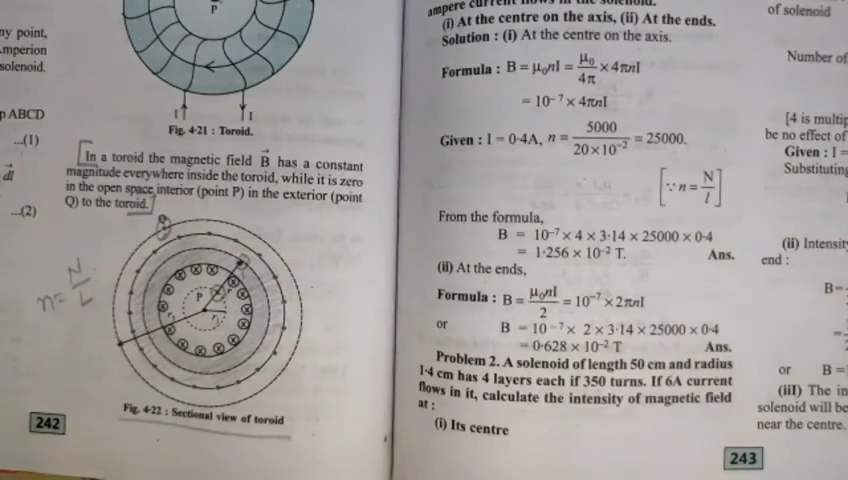 ny point,
mperion
solenoid.
p ABCD
...(1)
dl
...(2)
P
I I
Fig. 4·21 : Toroid.
In a toroid the magnetic field B⃗ has a constant
magnitude everywhere inside the toroid, while it is zero
in the open space interior (point P) in the exterior (point
Q) to the toroid.
n = N/L
P
Fig. 4·22 : Sectional view of toroid
242
ampere current flows in the solenoid.
(i) At the centre on the axis, (ii) At the ends.
Solution : (i) At the centre on the axis.
Formula : B = μ₀nI = μ₀/4π × 4πnI
= 10⁻⁷ × 4πnI
Given : I = 0·4A, n = 5000/20×10⁻² = 25000.
[∵ n = N/l]
From the formula,
B = 10⁻⁷ × 4 × 3·14 × 25000 × 0·4
= 1·256 × 10⁻² T. Ans.
(ii) At the ends,
Formula : B = μ₀nI/2 = 10⁻⁷ × 2πnI
or B = 10⁻⁷ × 2 × 3·14 × 25000 × 0·4
= 0·628 × 10⁻² T Ans.
Problem 2. A solenoid of length 50 cm and radius
1·4 cm has 4 layers each if 350 turns. If 6A current
flows in it, calculate the intensity of magnetic field
at :
(i) Its centre
243
of solenoid
Number of
[4 is multip
be no effect of
Given : I =
Substituting
(ii) Intensity
end :
B=
=
or B =
(iii) The in
solenoid will be
near the centre.